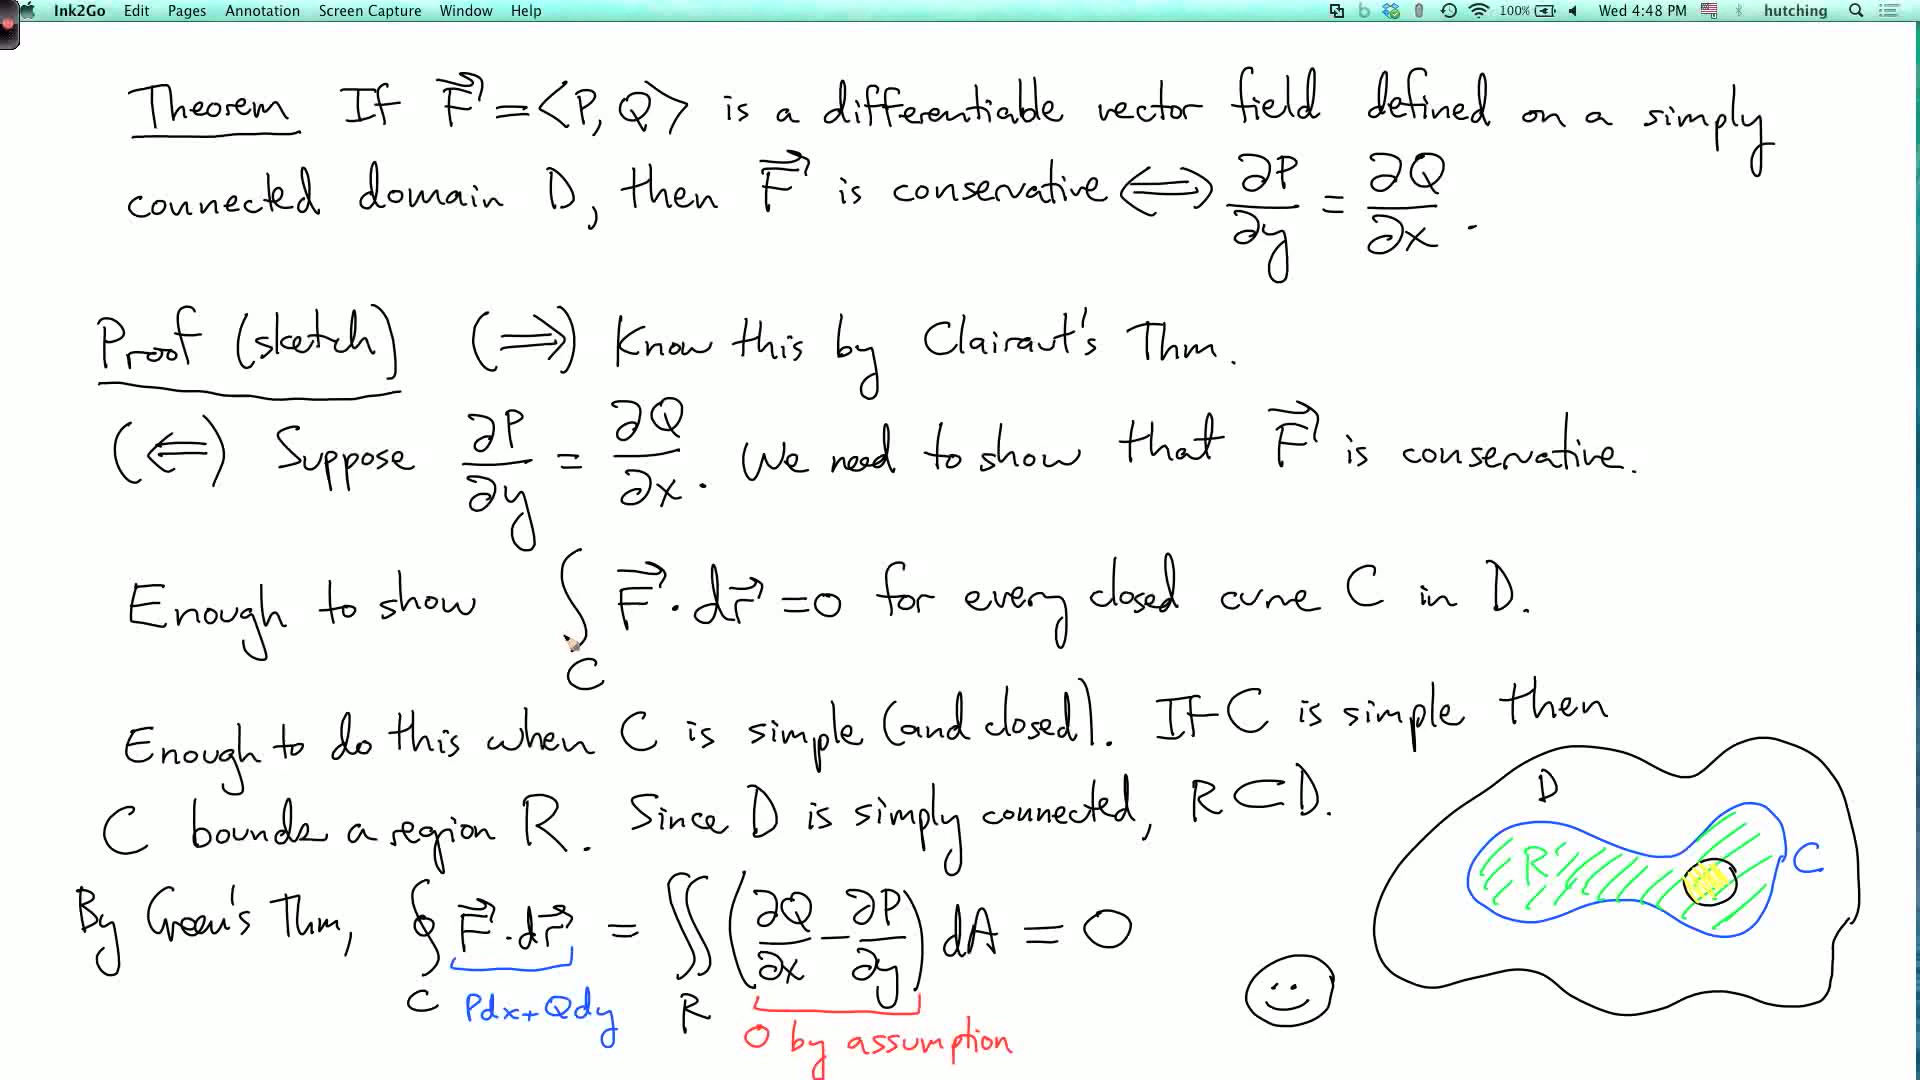 Ink2Go Edit Pages Annotation Screen Capture Window Help 100% Wed 4:48 PM hutching
Theorem If F⃗ = <P, Q> is a differentiable vector field defined on a simply
connected domain D, then F⃗ is conservative ⟺ ∂P/∂y = ∂Q/∂x .
Proof (sketch) (⟹) Know this by Clairaut's Thm.
(⟸) Suppose ∂P/∂y = ∂Q/∂x . We need to show that F⃗ is conservative.
Enough to show ∫_C F⃗ · dr⃗ = 0 for every closed curve C in D.
Enough to do this when C is simple (and closed). If C is simple then
C bounds a region R. Since D is simply connected, R ⊂ D.
By Green's Thm, ∮_C F⃗ · dr⃗ = ∬_R (∂Q/∂x − ∂P/∂y) dA = 0
Pdx + Qdy
0 by assumption
D
R
C